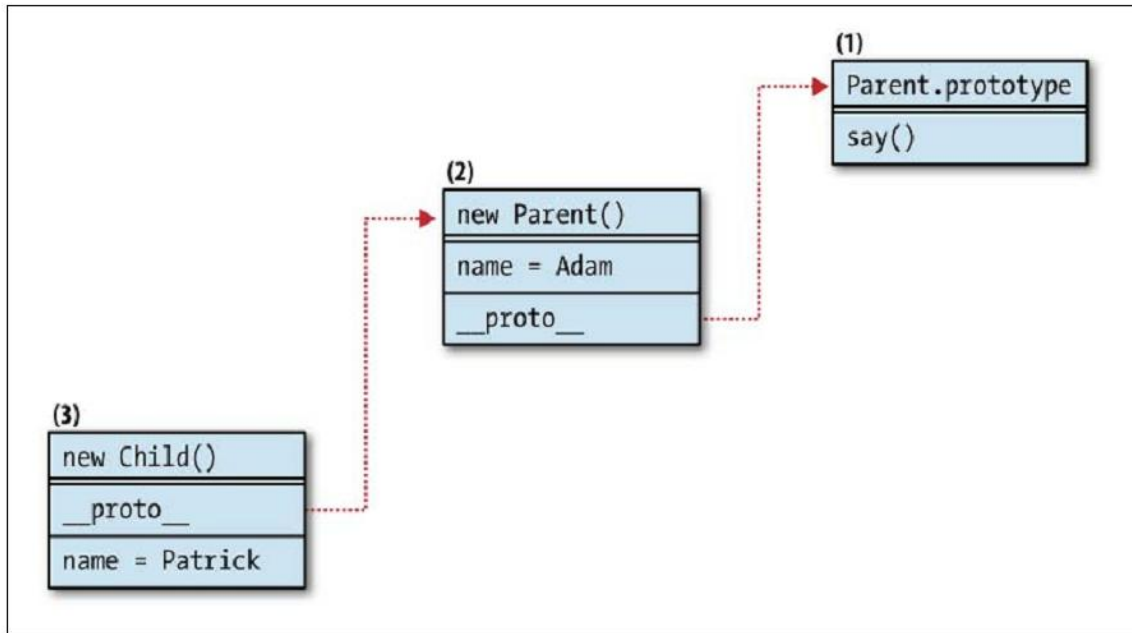 (1)
Parent.prototype
say()
(2)
new Parent()
name = Adam
__proto__
(3)
new Child()
__proto__
name = Patrick